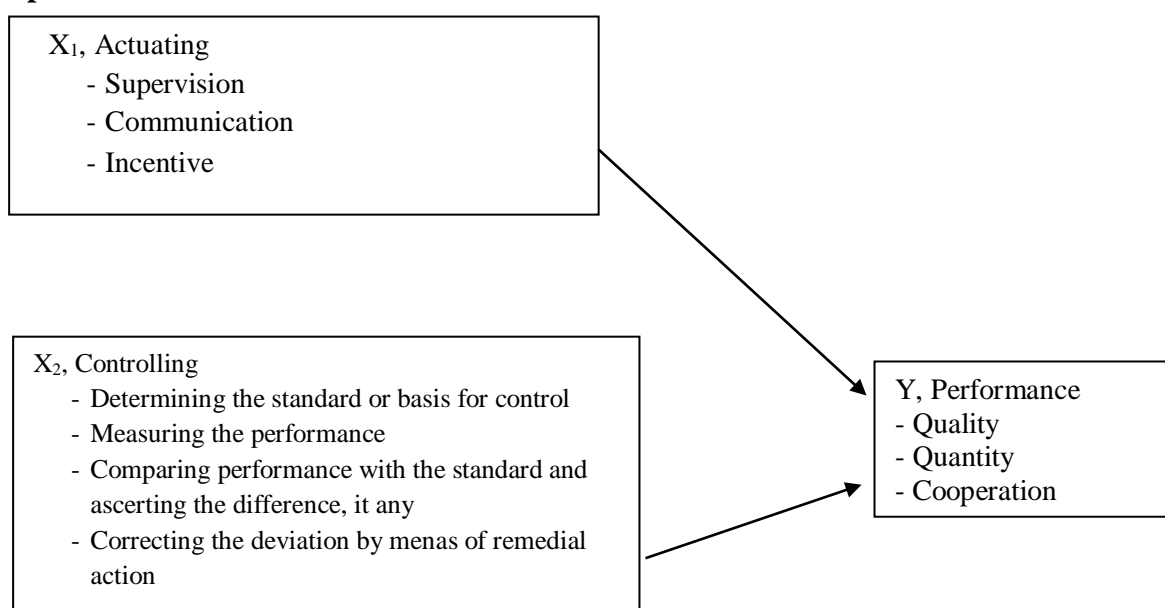 X₁, Actuating
- Supervision
- Communication
- Incentive
X₂, Controlling
- Determining the standard or basis for control
- Measuring the performance
- Comparing performance with the standard and
ascerting the difference, it any
- Correcting the deviation by menas of remedial
action
Y, Performance
- Quality
- Quantity
- Cooperation